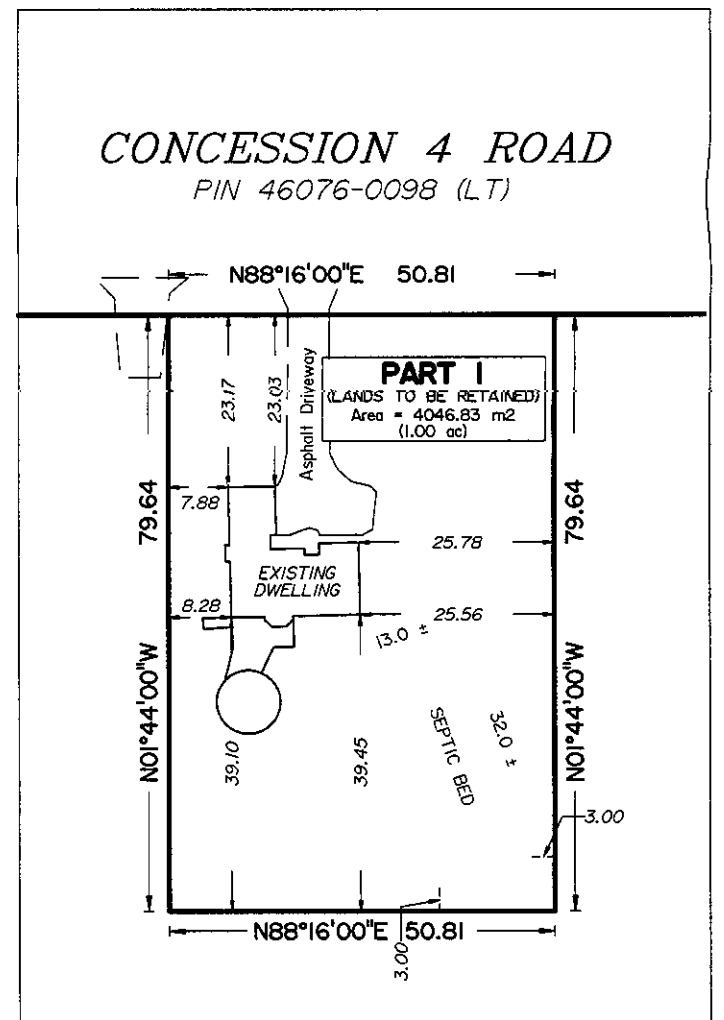 CONCESSION 4 ROAD
PIN 46076-0098 (LT)
N88°16'00"E 50.81
PART 1
(LANDS TO BE RETAINED)
Area = 4046.83 m2
(1.00 ac)
Asphalt Driveway
23.17
23.03
79.64
79.64
7.88
25.78
EXISTING
DWELLING
8.28
25.56
13.0 ±
N01°44'00"W
N01°44'00"W
SEPTIC BED
32.0 ±
39.10
39.45
3.00
N88°16'00"E 50.81
3.00